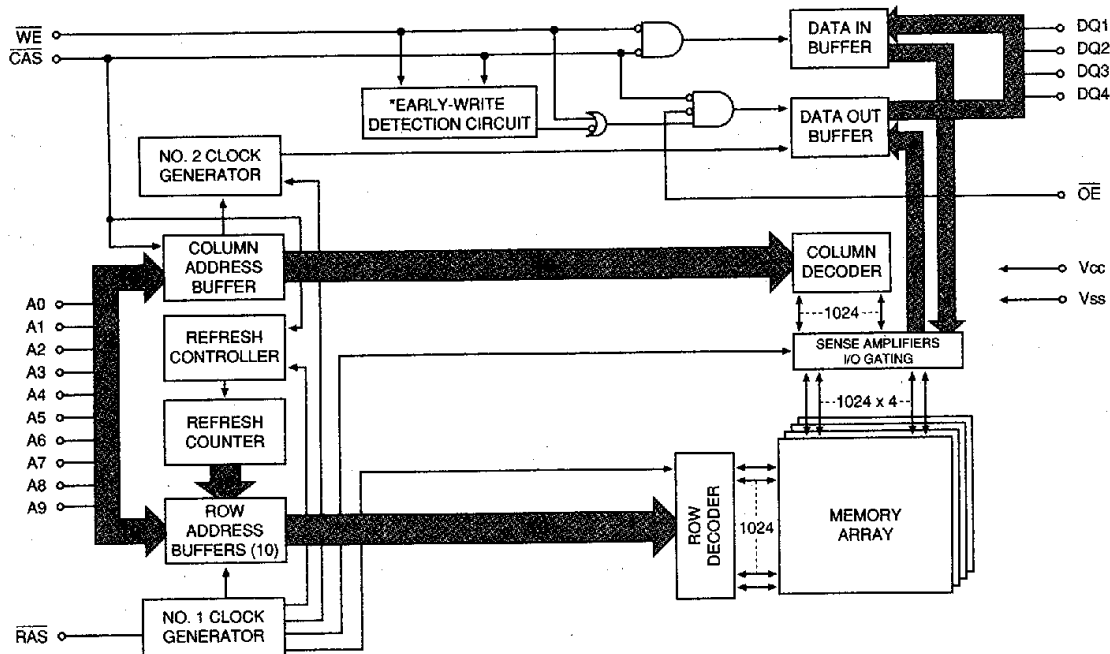 WE
CAS
*EARLY-WRITE
DETECTION CIRCUIT
DATA IN
BUFFER
DATA OUT
BUFFER
DQ1
DQ2
DQ3
DQ4
OE
NO. 2 CLOCK
GENERATOR
COLUMN
ADDRESS
BUFFER
COLUMN
DECODER
Vcc
Vss
A0
A1
A2
A3
A4
A5
A6
A7
A8
A9
REFRESH
CONTROLLER
1024
SENSE AMPLIFIERS
I/O GATING
REFRESH
COUNTER
1024 x 4
ROW
ADDRESS
BUFFERS (10)
ROW
DECODER
1024
MEMORY
ARRAY
RAS
NO. 1 CLOCK
GENERATOR